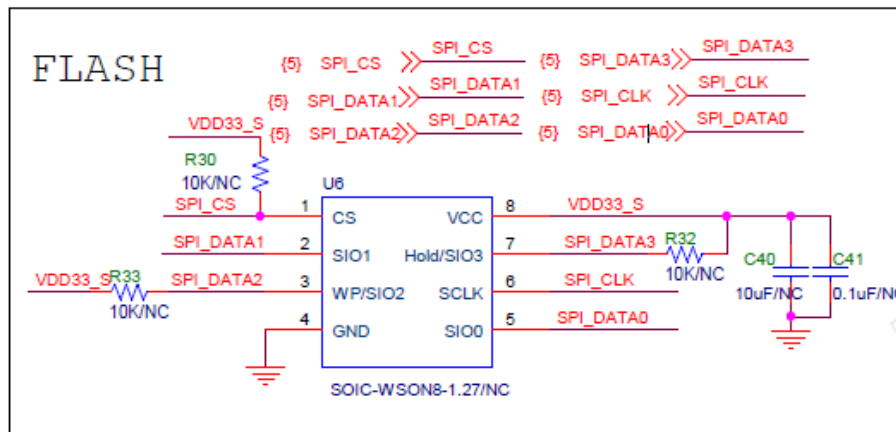 FLASH
{5} SPI_CS SPI_CS {5} SPI_DATA3 SPI_DATA3
{5} SPI_DATA1 SPI_DATA1 {5} SPI_CLK SPI_CLK
{5} SPI_DATA2 SPI_DATA2 {5} SPI_DATA0 SPI_DATA0
VDD33_S
R30
10K/NC
U6
SPI_CS 1 CS VCC 8 VDD33_S
SPI_DATA1 2 SIO1 Hold/SIO3 7 SPI_DATA3 R32
10K/NC
VDD33_S R33 SPI_DATA2 3 WP/SIO2 SCLK 6 SPI_CLK
10K/NC
4 GND SIO0 5 SPI_DATA0
C40 C41
10uF/NC 0.1uF/NC
SOIC-WSON8-1.27/NC